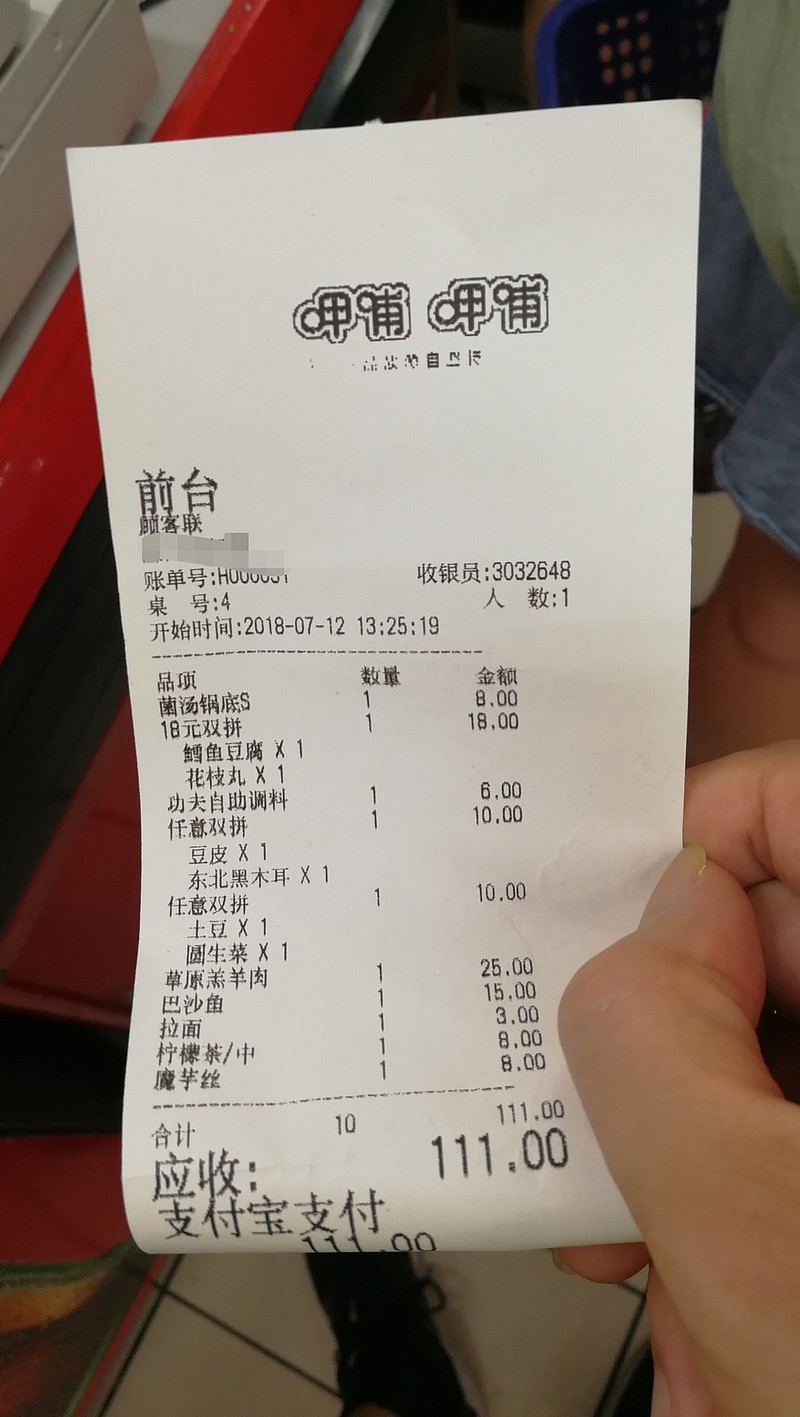 呷哺 呷哺
前台
顾客联
账单号:H000031 收银员:3032648
桌 号:4 人 数:1
开始时间:2018-07-12 13:25:19
品项 数量 金额
菌汤锅底S 1 8.00
18元双拼 1 18.00
鳕鱼豆腐 X 1
花枝丸 X 1
功夫自助调料 1 6.00
任意双拼 1 10.00
豆皮 X 1
东北黑木耳 X 1
任意双拼 1 10.00
土豆 X 1
圆生菜 X 1
草原羔羊肉 1 25.00
巴沙鱼 1 15.00
拉面 1 3.00
柠檬茶/中 1 8.00
魔芋丝 1 8.00
合计 10 111.00
应收: 111.00
支付宝支付
111.00